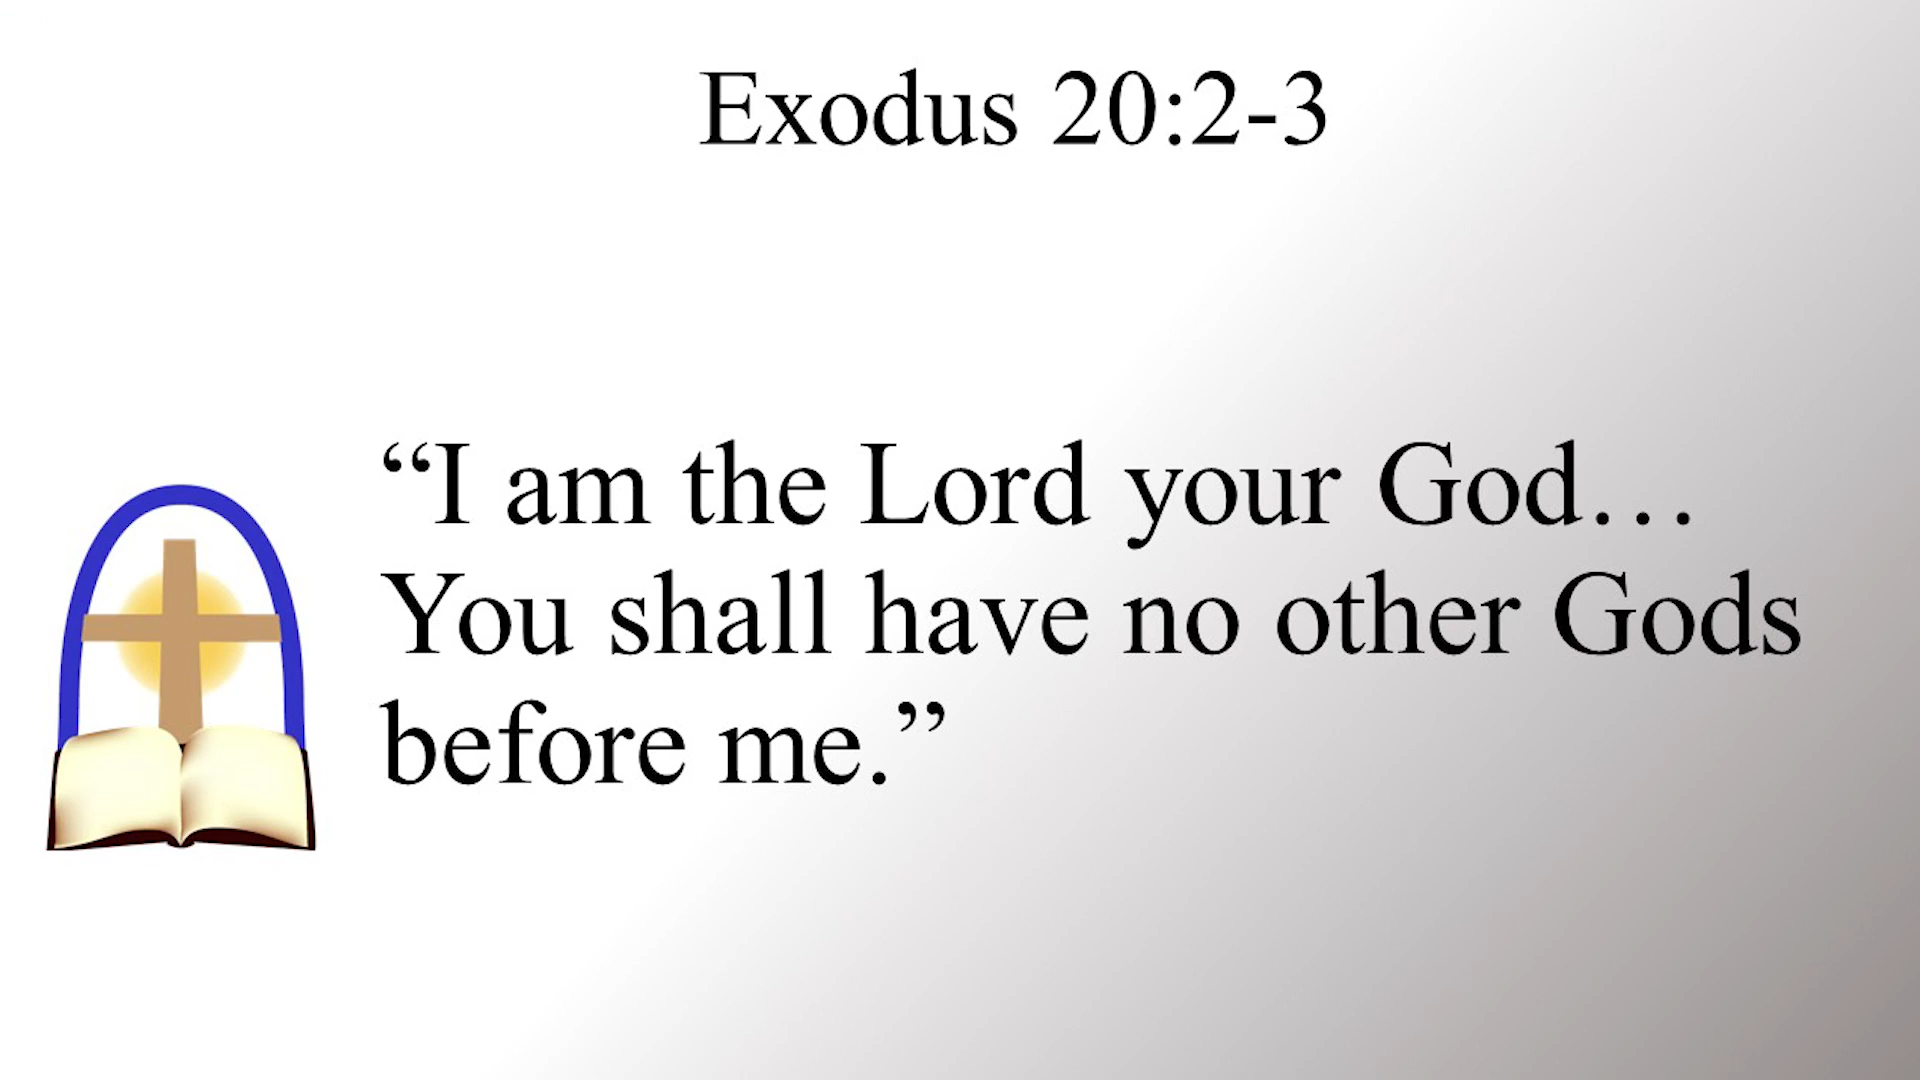 Exodus 20:2-3
“I am the Lord your God…
You shall have no other Gods
before me.”